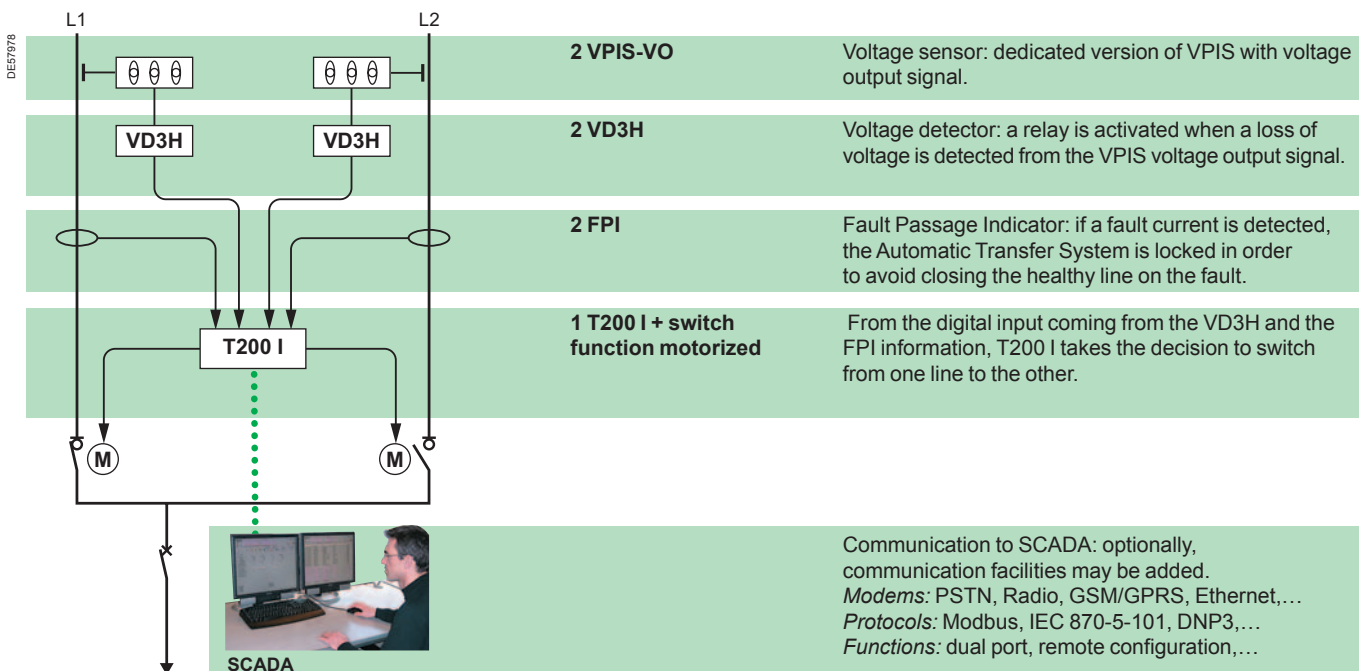 L1
L2
DE57978
2 VPIS-VO
Voltage sensor: dedicated version of VPIS with voltage
output signal.
VD3H
VD3H
2 VD3H
Voltage detector: a relay is activated when a loss of
voltage is detected from the VPIS voltage output signal.
2 FPI
Fault Passage Indicator: if a fault current is detected,
the Automatic Transfer System is locked in order
to avoid closing the healthy line on the fault.
T200 I
1 T200 I + switch
function motorized
From the digital input coming from the VD3H and the
FPI information, T200 I takes the decision to switch
from one line to the other.
M
M
Communication to SCADA: optionally,
communication facilities may be added.
Modems: PSTN, Radio, GSM/GPRS, Ethernet,…
Protocols: Modbus, IEC 870-5-101, DNP3,…
Functions: dual port, remote configuration,…
SCADA